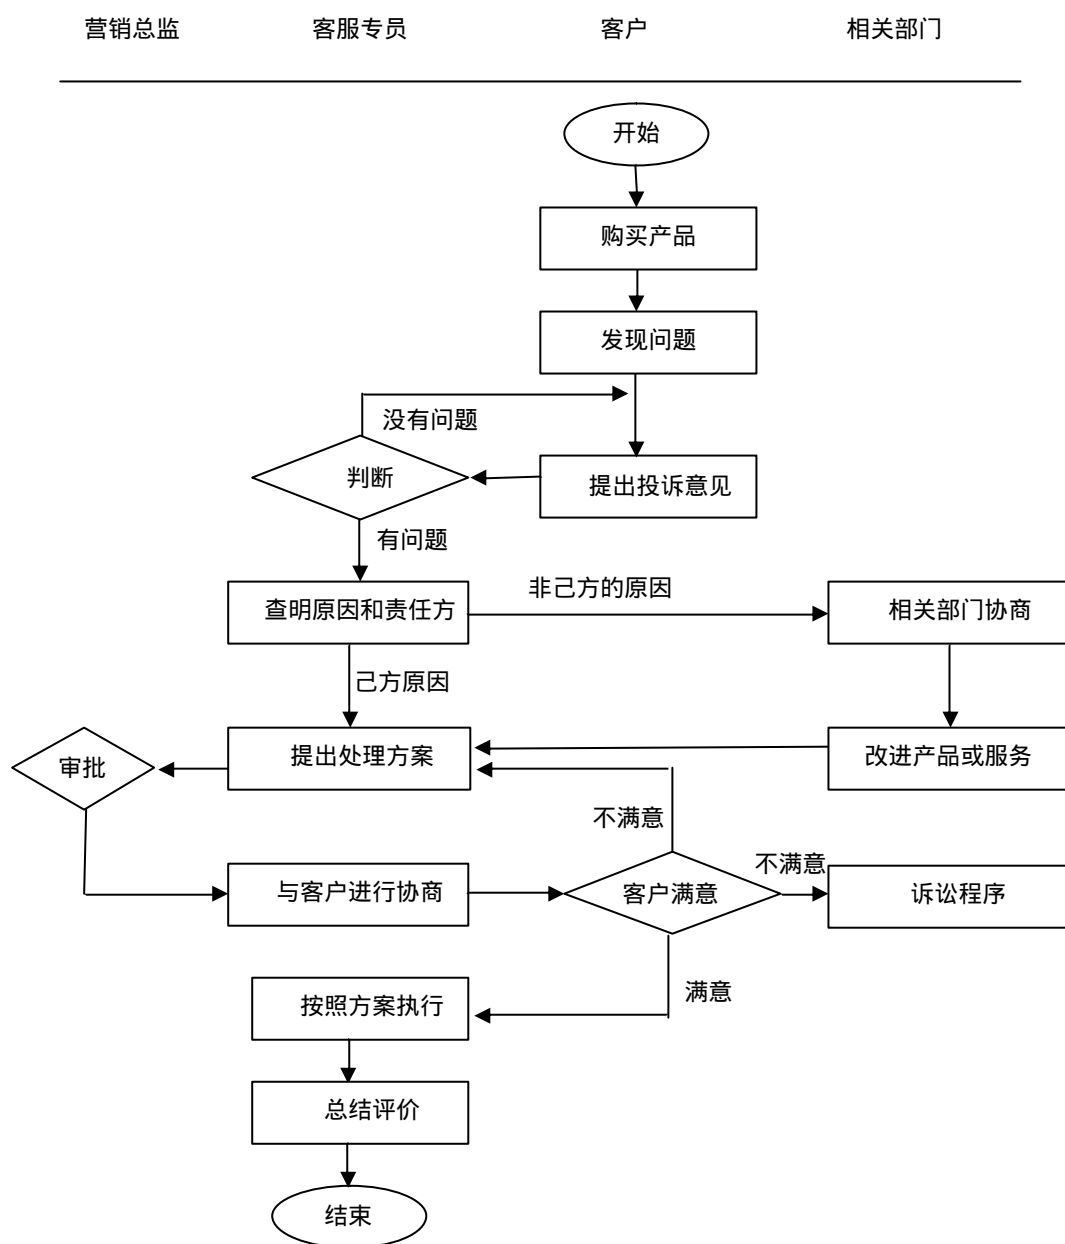 营销总监
客服专员
客户
相关部门
开始
购买产品
发现问题
没有问题
判断
提出投诉意见
有问题
非己方的原因
查明原因和责任方
相关部门协商
己方原因
审批
提出处理方案
改进产品或服务
不满意
不满意
与客户进行协商
客户满意
诉讼程序
满意
按照方案执行
总结评价
结束